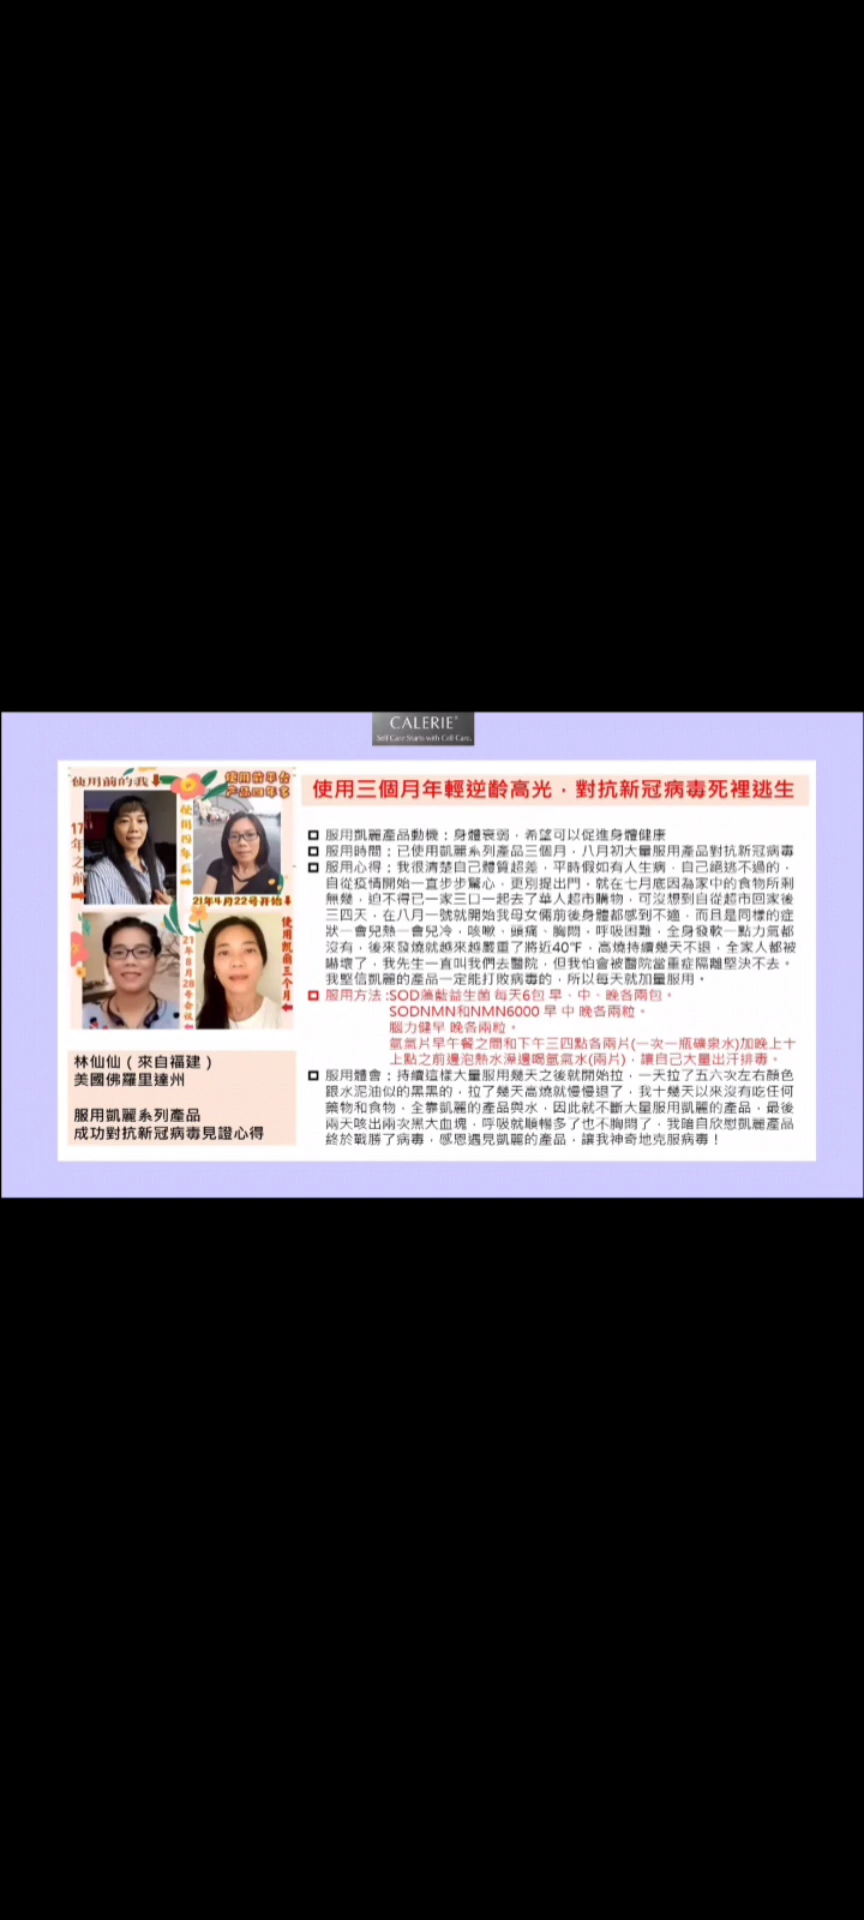 CALERIE®
Self Care Starts with Cell Care.
使用前的我
17年之前
使用四年后
使用前平台
产品四年多
21年4月22号开始
21年8月28号会议
使用凯丽三个月
林仙仙（來自福建）
美國佛羅里達州
服用凱麗系列產品
成功對抗新冠病毒見證心得
使用三個月年輕逆齡高光，對抗新冠病毒死裡逃生
服用凱麗產品動機：身體衰弱，希望可以促進身體健康
服用時間：已使用凱麗系列產品三個月，八月初大量服用產品對抗新冠病毒
服用心得：我很清楚自己體質超差，平時假如有人生病，自己絕逃不過的，
自從疫情開始一直步步驚心，更別提出門，就在七月底因為家中的食物所剩
無幾，迫不得已一家三口一起去了華人超市購物，可沒想到自從超市回家後
三四天，在八月一號就開始我母女倆前後身體都感到不適，而且是同樣的症
狀一會兒熱一會兒冷，咳嗽、頭痛、胸悶、呼吸困難，全身發軟一點力氣都
沒有，後來發燒就越來越嚴重了將近40°F，高燒持續幾天不退，全家人都被
嚇壞了，我先生一直叫我們去醫院，但我怕會被醫院當重症隔離堅決不去。
我堅信凱麗的產品一定能打敗病毒的，所以每天就加量服用。
服用方法：SOD藻藍益生菌 每天6包 早、中、晚各兩包。
SODNMN和NMN6000 早 中 晚各兩粒。
腦力健早 晚各兩粒。
氫氣片早午餐之間和下午三四點各兩片(一次一瓶礦泉水)加晚上十
上點之前邊泡熱水澡邊喝氫氣水(兩片)，讓自己大量出汗排毒。
服用體會：持續這樣大量服用幾天之後就開始拉，一天拉了五六次左右顏色
跟水泥油似的黑黑的，拉了幾天高燒就慢慢退了，我十幾天以來沒有吃任何
藥物和食物，全靠凱麗的產品與水，因此就不斷大量服用凱麗的產品，最後
兩天咳出兩次黑大血塊，呼吸就順暢多了也不胸悶了，我暗自欣慰凱麗產品
終於戰勝了病毒，感恩遇見凱麗的產品，讓我神奇地克服病毒！